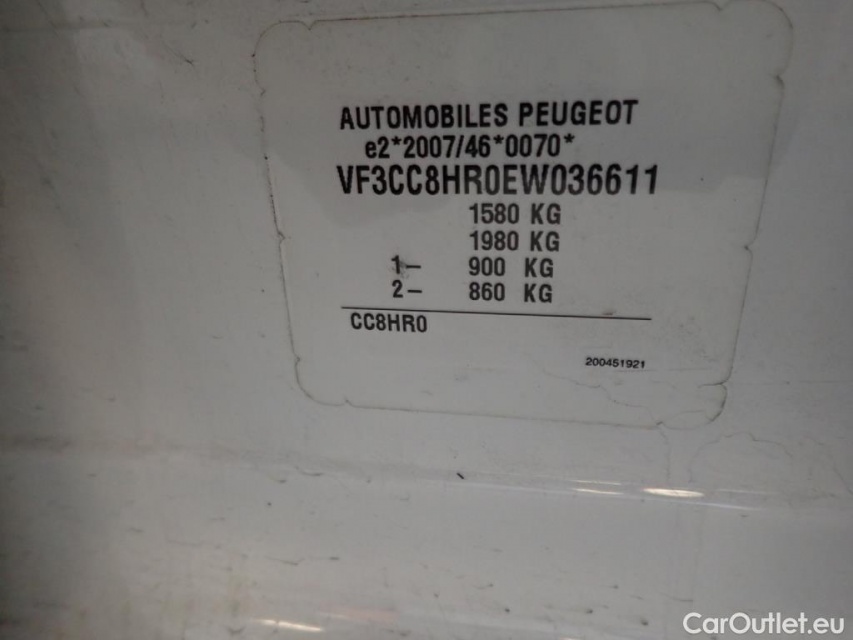 AUTOMOBILES PEUGEOT
e2*2007/46*0070*
VF3CC8HR0EW036611
1580 KG
1980 KG
1– 900 KG
2– 860 KG
CC8HR0
200451921
CarOutlet.eu